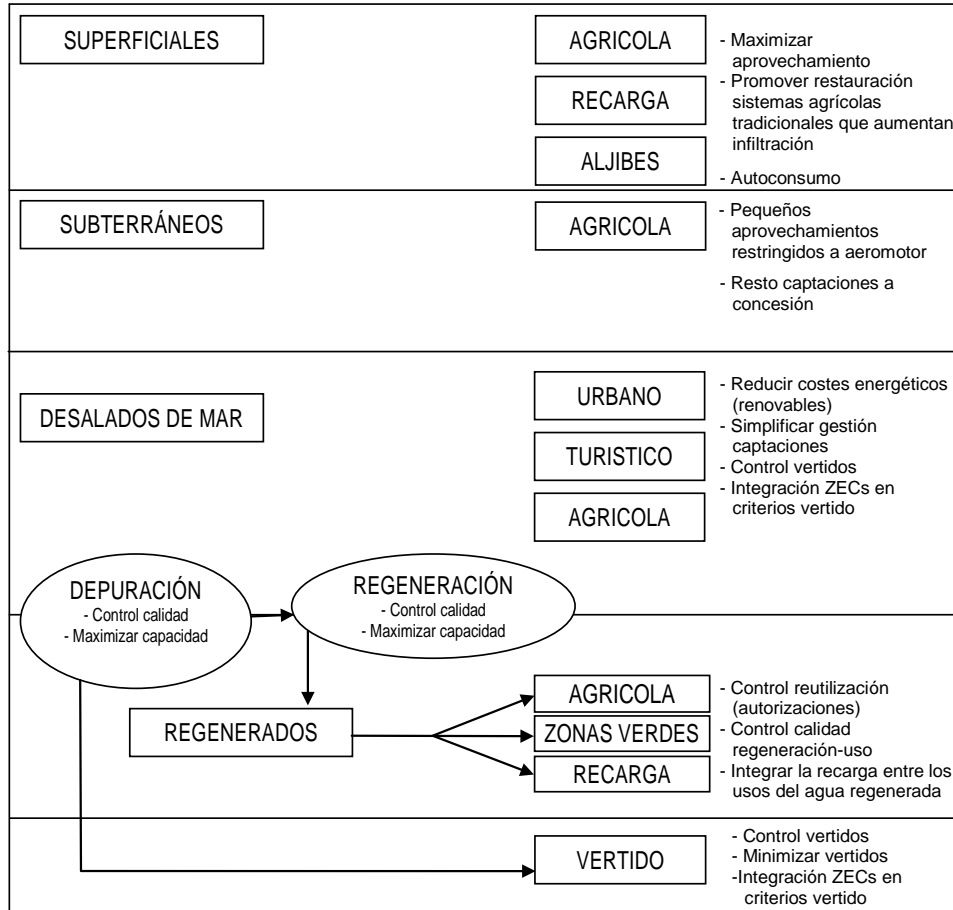 SUPERFICIALES
AGRICOLA
RECARGA
ALJIBES
- Maximizar
aprovechamiento
- Promover restauración
sistemas agrícolas
tradicionales que aumentan
infiltración
- Autoconsumo
SUBTERRÁNEOS
AGRICOLA
- Pequeños
aprovechamientos
restringidos a aeromotor
- Resto captaciones a
concesión
DESALADOS DE MAR
URBANO
TURISTICO
AGRICOLA
- Reducir costes energéticos
(renovables)
- Simplificar gestión
captaciones
- Control vertidos
- Integración ZECs en
criterios vertido
DEPURACIÓN
- Control calidad
- Maximizar capacidad
REGENERACIÓN
- Control calidad
- Maximizar capacidad
REGENERADOS
AGRICOLA
ZONAS VERDES
RECARGA
- Control reutilización
(autorizaciones)
- Control calidad
regeneración-uso
- Integrar la recarga entre los
usos del agua regenerada
VERTIDO
- Control vertidos
- Minimizar vertidos
-Integración ZECs en
criterios vertido